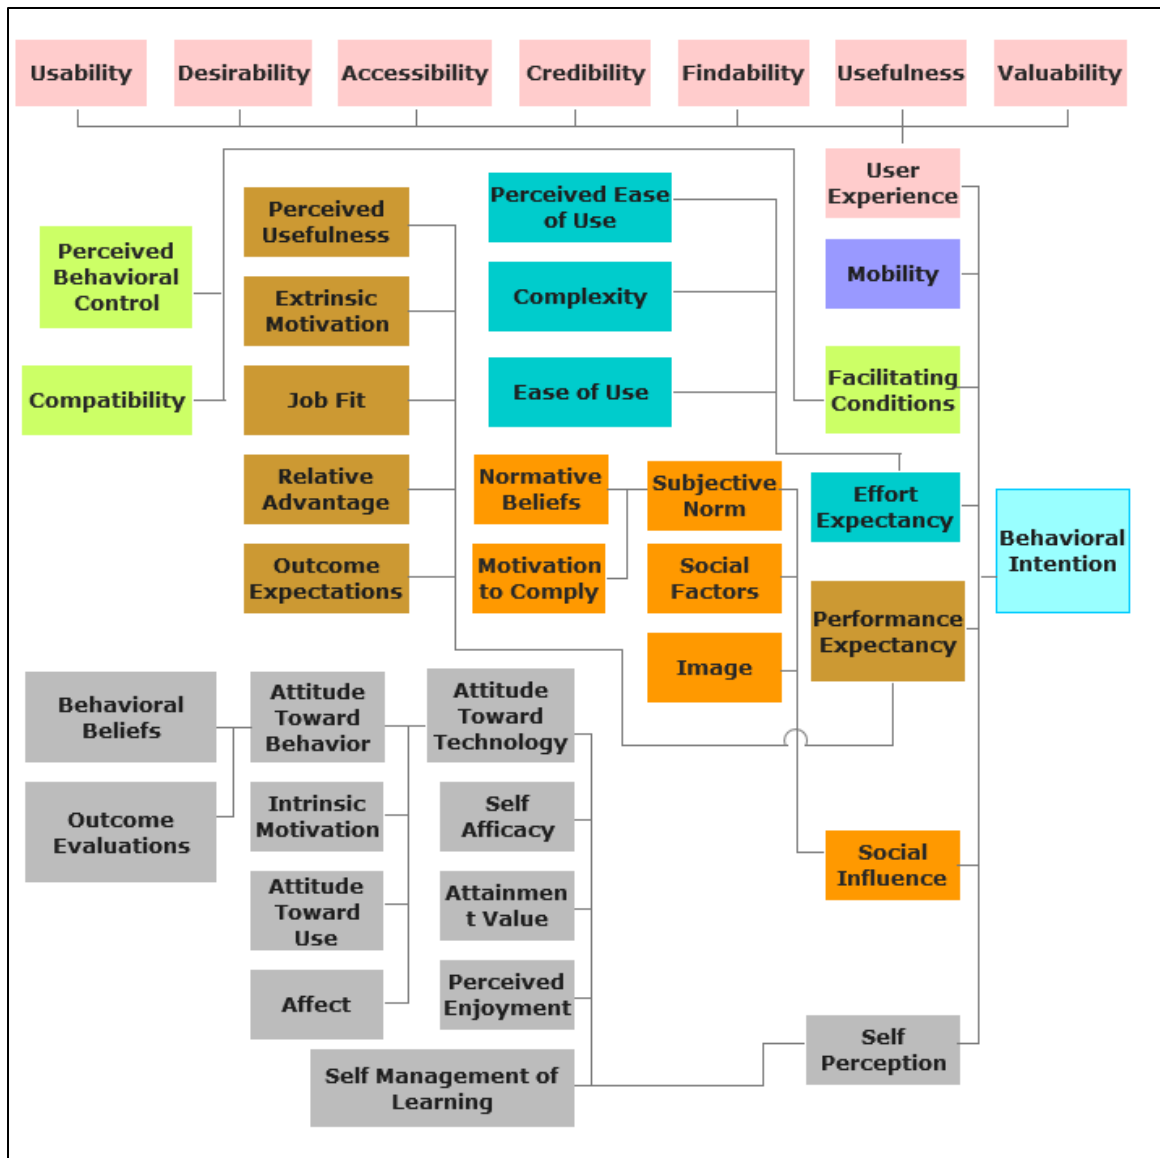 Usability
Desirability
Accessibility
Credibility
Findability
Usefulness
Valuability
User
Experience
Perceived
Usefulness
Perceived Ease
of Use
Perceived
Behavioral
Control
Mobility
Extrinsic
Motivation
Complexity
Compatibility
Job Fit
Ease of Use
Facilitating
Conditions
Relative
Advantage
Normative
Beliefs
Subjective
Norm
Effort
Expectancy
Behavioral
Intention
Outcome
Expectations
Motivation
to Comply
Social
Factors
Performance
Expectancy
Image
Behavioral
Beliefs
Attitude
Toward
Behavior
Attitude
Toward
Technology
Outcome
Evaluations
Intrinsic
Motivation
Self
Afficacy
Social
Influence
Attitude
Toward
Use
Attainmen
t Value
Affect
Perceived
Enjoyment
Self
Perception
Self Management of
Learning